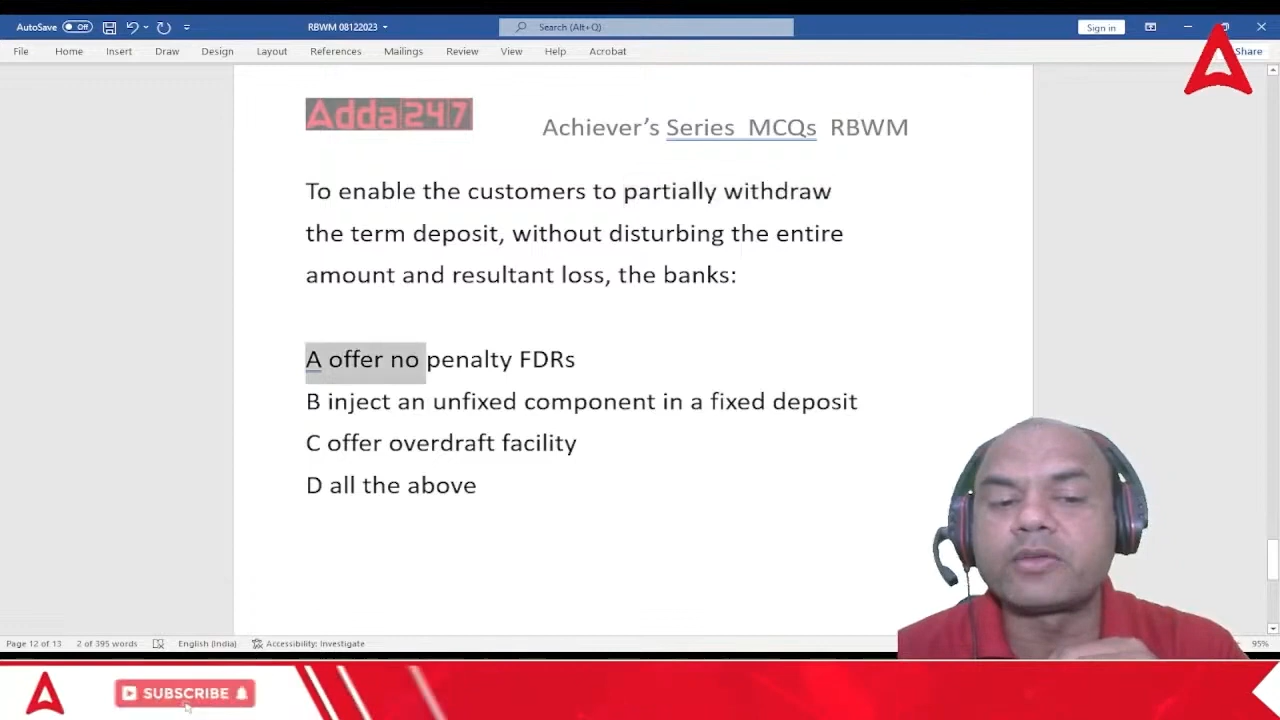 AutoSave Off RBWM 08122023 Search (Alt+Q) Sign in
File Home Insert Draw Design Layout References Mailings Review View Help Acrobat Share
Adda247
Achiever's Series MCQs RBWM
To enable the customers to partially withdraw
the term deposit, without disturbing the entire
amount and resultant loss, the banks:
A offer no penalty FDRs
B inject an unfixed component in a fixed deposit
C offer overdraft facility
D all the above
Page 12 of 13 2 of 395 words English (India) Accessibility: Investigate 95%
SUBSCRIBE